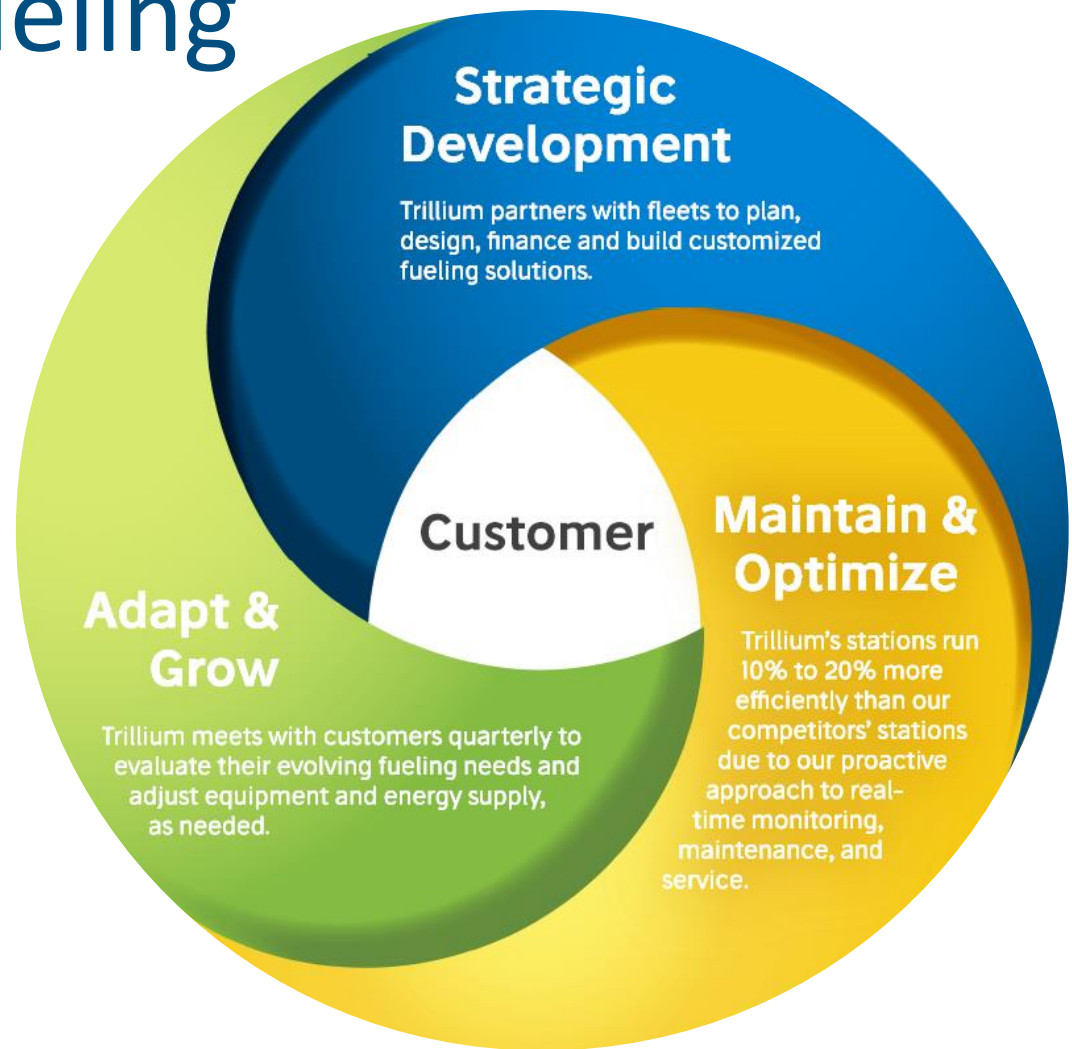 Strategic
Development
Trillium partners with fleets to plan,
design, finance and build customized
fueling solutions.
Customer
Maintain &
Optimize
Trillium's stations run
10% to 20% more
efficiently than our
competitors' stations
due to our proactive
approach to real-
time monitoring,
maintenance, and
service.
Adapt &
Grow
Trillium meets with customers quarterly to
evaluate their evolving fueling needs and
adjust equipment and energy supply,
as needed.